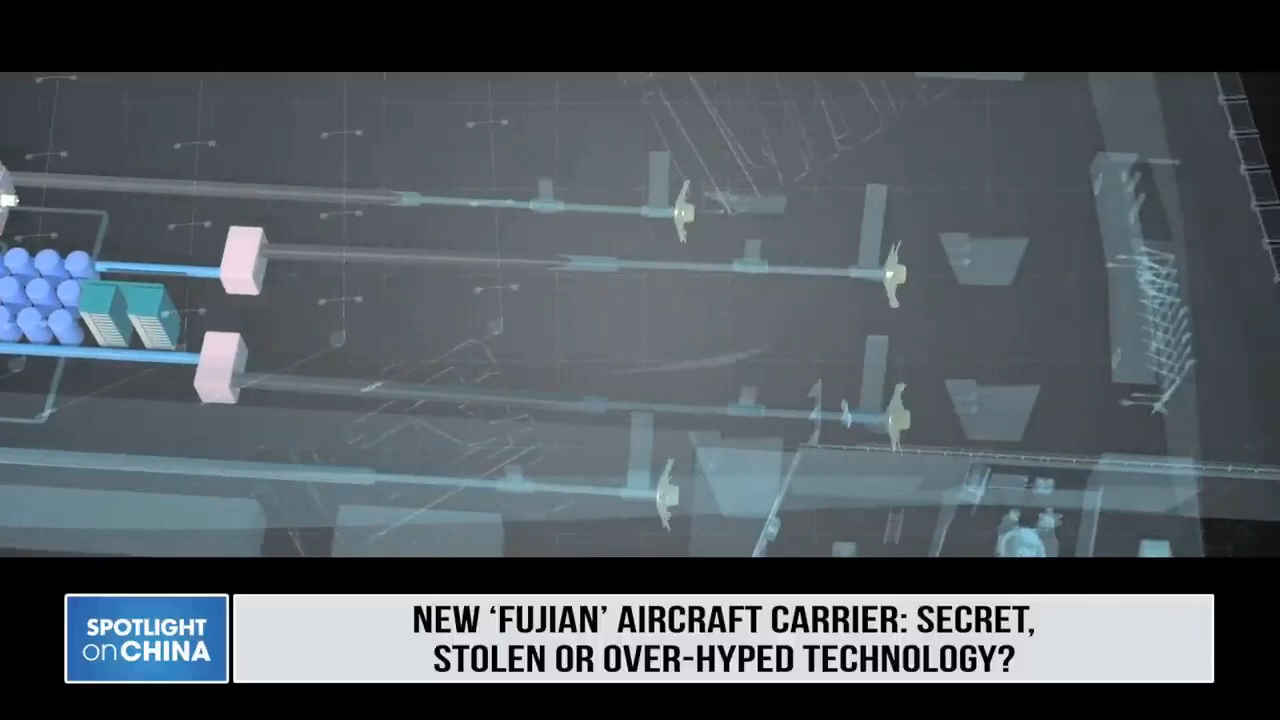 SPOTLIGHT
on CHINA
NEW ‘FUJIAN’ AIRCRAFT CARRIER: SECRET,
STOLEN OR OVER-HYPED TECHNOLOGY?